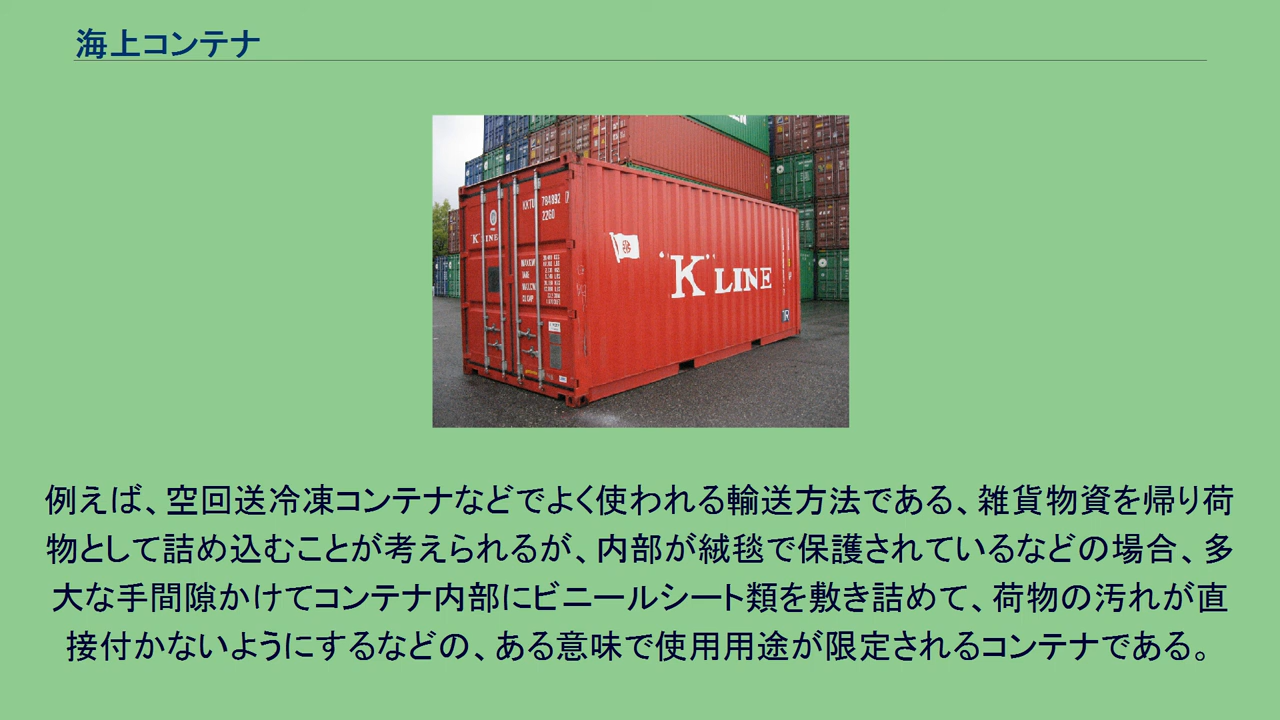 海上コンテナ
KKTU 784892
2260
"K" LINE
"K" LINE
例えば、空回送冷凍コンテナなどでよく使われる輸送方法である、雑貨物資を帰り荷
物として詰め込むことが考えられるが、内部が絨毯で保護されているなどの場合、多
大な手間隙かけてコンテナ内部にビニールシート類を敷き詰めて、荷物の汚れが直
接付かないようにするなどの、ある意味で使用用途が限定されるコンテナである。